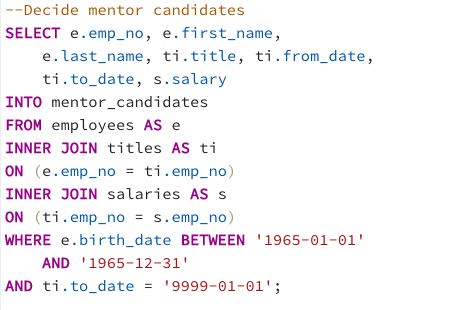 --Decide mentor candidates
SELECT e.emp_no, e.first_name,
    e.last_name, ti.title, ti.from_date,
    ti.to_date, s.salary
INTO mentor_candidates
FROM employees AS e
INNER JOIN titles AS ti
ON (e.emp_no = ti.emp_no)
INNER JOIN salaries AS s
ON (ti.emp_no = s.emp_no)
WHERE e.birth_date BETWEEN '1965-01-01'
    AND '1965-12-31'
AND ti.to_date = '9999-01-01';